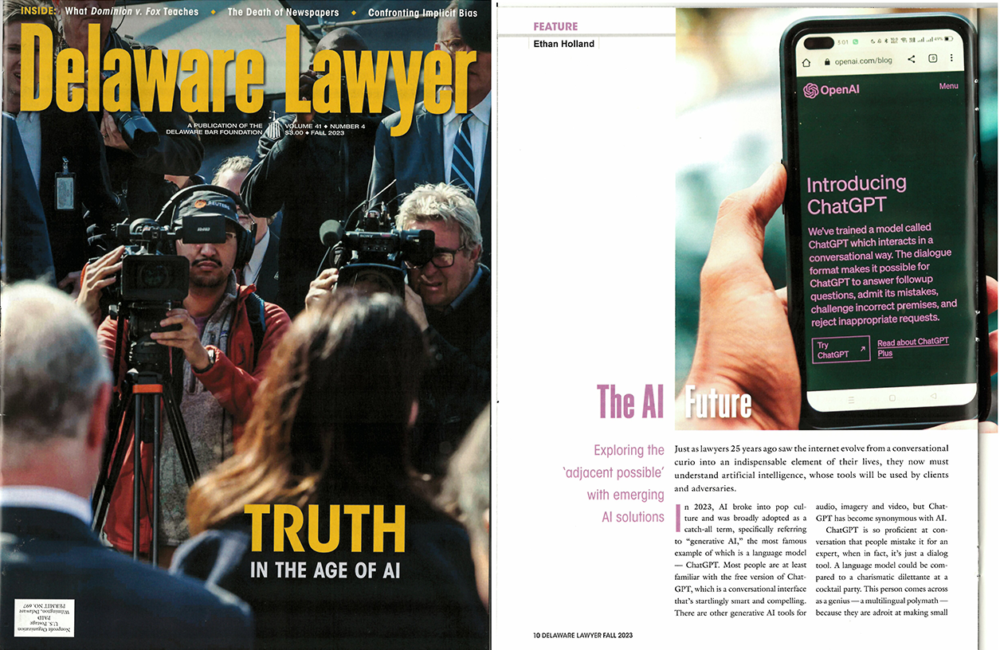 INSIDE: What Dominion v. Fox Teaches ◆ The Death of Newspapers ◆ Confronting Implicit Bias
Delaware Lawyer
A PUBLICATION OF THE
DELAWARE BAR FOUNDATION
VOLUME 41 ◆ NUMBER 4
$3.00 ◆ FALL 2023
REUTERS
SONY
TRUTH
IN THE AGE OF AI
Nonprofit Organization
U.S. Postage
PAID
Wilmington, Delaware
PERMIT NO. 697
FEATURE
Ethan Holland
3:01
49%
openai.com/blog
OpenAI
Menu
Introducing
ChatGPT
We've trained a model called
ChatGPT which interacts in a
conversational way. The dialogue
format makes it possible for
ChatGPT to answer followup
questions, admit its mistakes,
challenge incorrect premises, and
reject inappropriate requests.
Try
ChatGPT ↗
Read about ChatGPT
Plus
The AI Future
Exploring the
‘adjacent possible’
with emerging
AI solutions
Just as lawyers 25 years ago saw the internet evolve from a conversational
curio into an indispensable element of their lives, they now must
understand artificial intelligence, whose tools will be used by clients
and adversaries.
In 2023, AI broke into pop cul-
ture and was broadly adopted as a
catch-all term, specifically referring
to “generative AI,” the most famous
example of which is a language model
— ChatGPT. Most people are at least
familiar with the free version of Chat-
GPT, which is a conversational interface
that’s startlingly smart and compelling.
There are other generative AI tools for
audio, imagery and video, but Chat-
GPT has become synonymous with AI.
ChatGPT is so proficient at con-
versation that people mistake it for an
expert, when in fact, it’s just a dialog
tool. A language model could be com-
pared to a charismatic dilettante at a
cocktail party. This person comes across
as a genius — a multilingual polymath —
because they are adroit at making small
10 DELAWARE LAWYER FALL 2023